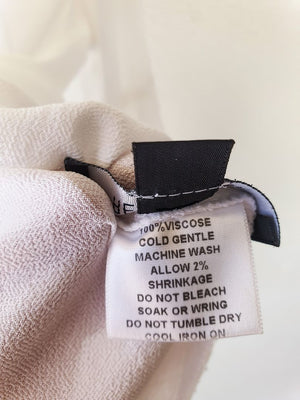 100%VISCOSE
COLD GENTLE
MACHINE WASH
ALLOW 2%
SHRINKAGE
DO NOT BLEACH
SOAK OR WRING
DO NOT TUMBLE DRY
COOL IRON ON